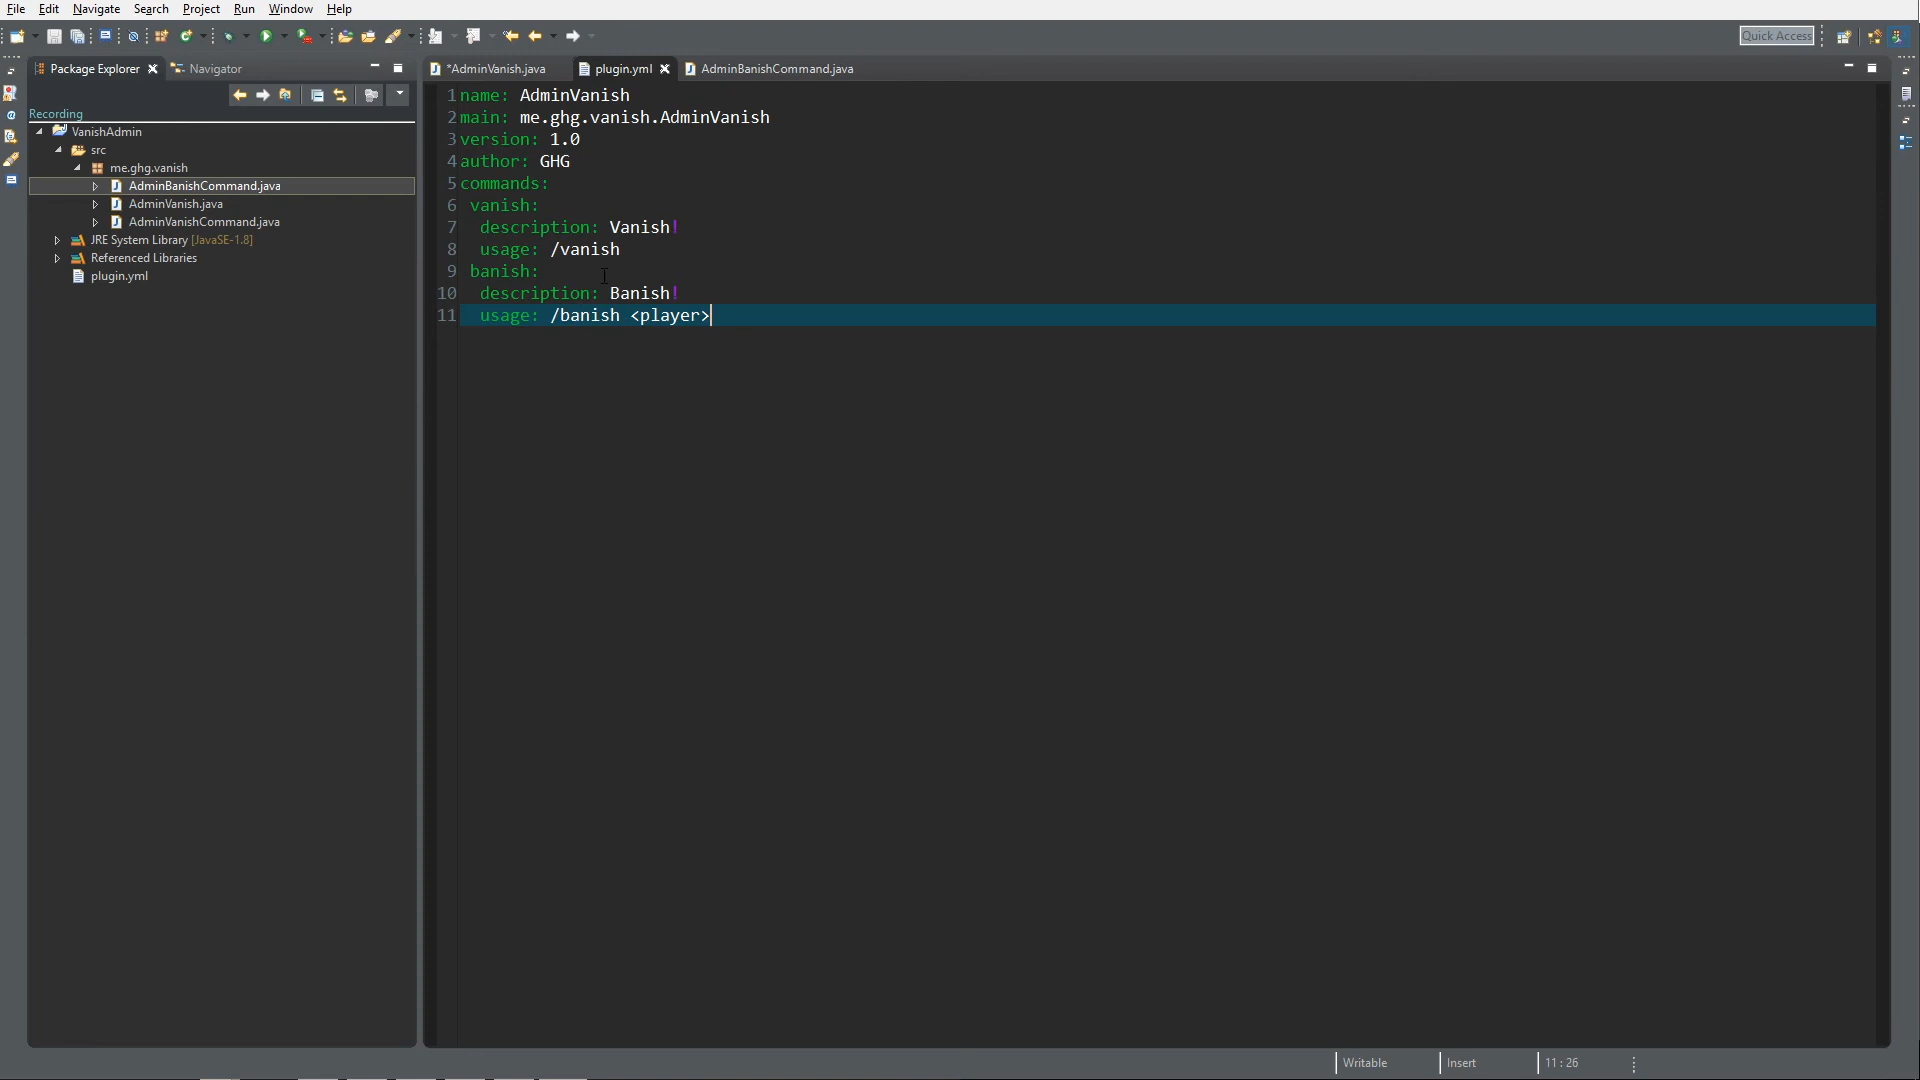 File Edit Navigate Search Project Run Window Help
Quick Access
Package Explorer Navigator
*AdminVanish.java plugin.yml AdminBanishCommand.java
Recording
VanishAdmin
src
me.ghg.vanish
AdminBanishCommand.java
AdminVanish.java
AdminVanishCommand.java
JRE System Library [JavaSE-1.8]
Referenced Libraries
plugin.yml
1 name: AdminVanish
2 main: me.ghg.vanish.AdminVanish
3 version: 1.0
4 author: GHG
5 commands:
6 vanish:
7 description: Vanish!
8 usage: /vanish
9 banish:
10 description: Banish!
11 usage: /banish <player>
Writable Insert 11 : 26